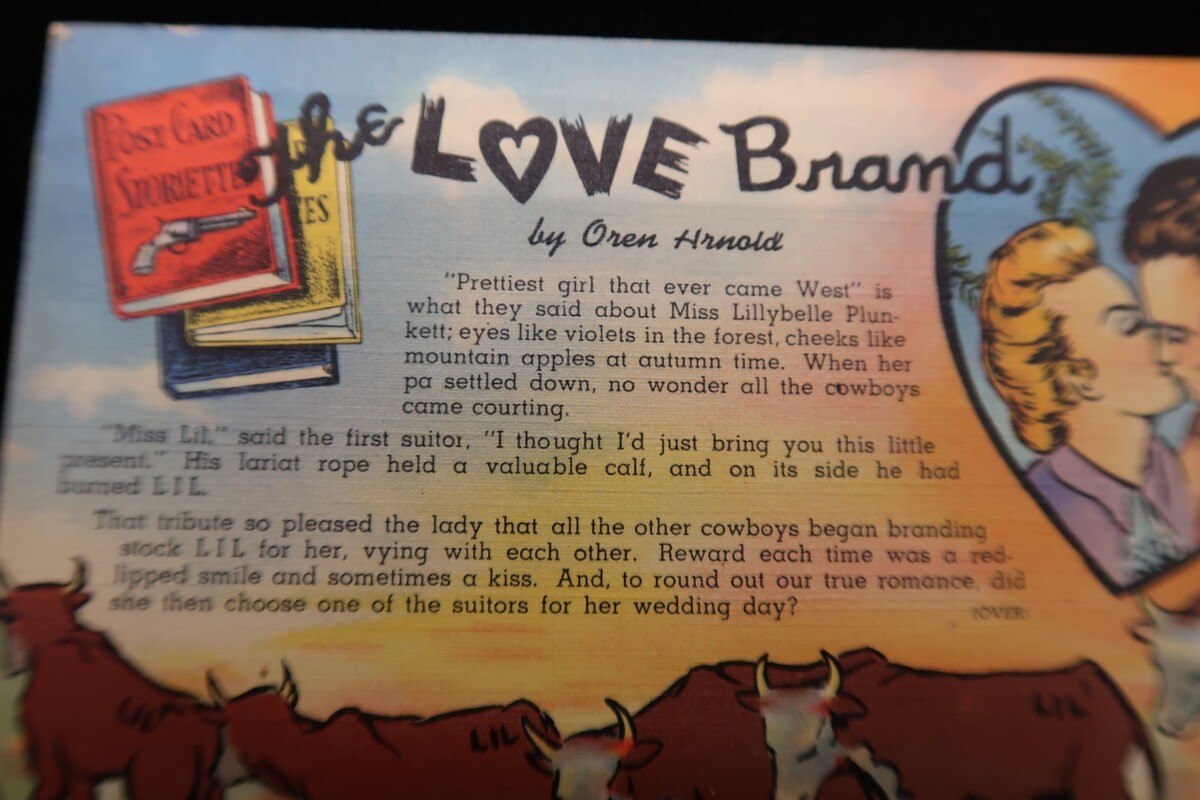 POST CARD
STORIETTE
ES
the LOVE Brand
by Oren Arnold
"Prettiest girl that ever came West" is
what they said about Miss Lillybelle Plun-
kett; eyes like violets in the forest, cheeks like
mountain apples at autumn time. When her
pa settled down, no wonder all the cowboys
came courting.
"Miss Lil," said the first suitor, "I thought I'd just bring you this little
present." His lariat rope held a valuable calf, and on its side he had
burned LIL.
That tribute so pleased the lady that all the other cowboys began branding
stock LIL for her, vying with each other. Reward each time was a red-
lipped smile and sometimes a kiss. And, to round out our true romance, did
she then choose one of the suitors for her wedding day?
(OVER)
LIL
LIL
LIL